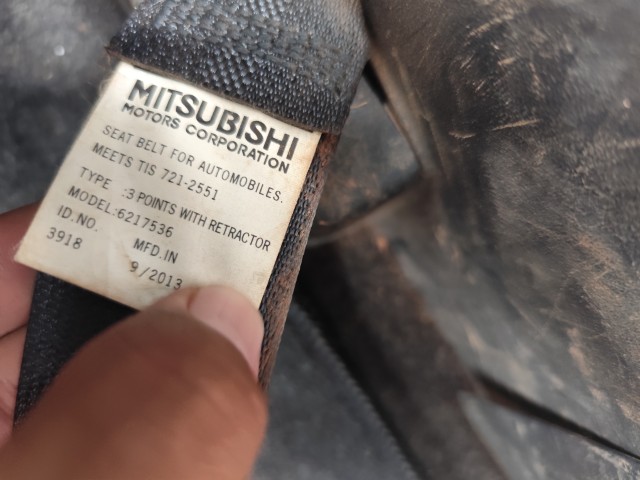 MITSUBISHI
MOTORS CORPORATION
SEAT BELT FOR AUTOMOBILES.
MEETS TIS 721-2551
TYPE :3 POINTS WITH RETRACTOR
MODEL:6217536
ID.NO. MFD.IN
3918 9/2013